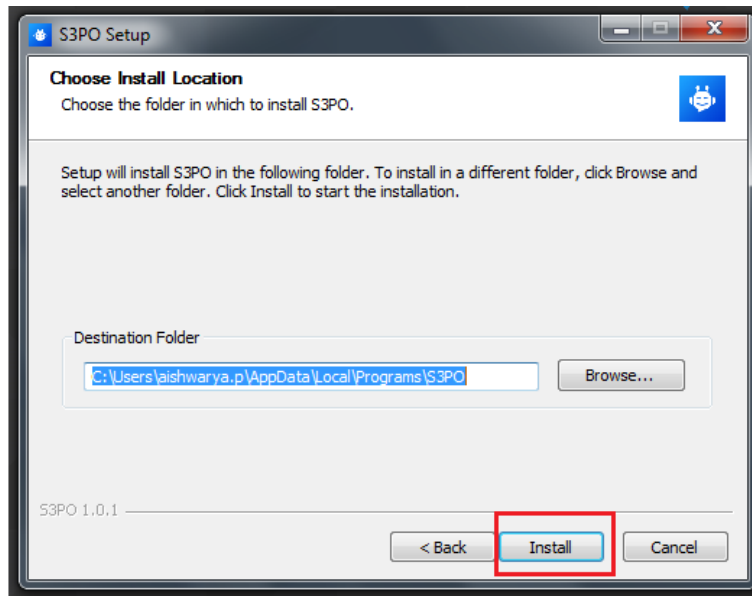 S3PO Setup
Choose Install Location
Choose the folder in which to install S3PO.
Setup will install S3PO in the following folder. To install in a different folder, click Browse and
select another folder. Click Install to start the installation.
Destination Folder
C:\Users\aishwarya.p\AppData\Local\Programs\S3PO
Browse...
S3PO 1.0.1
< Back
Install
Cancel